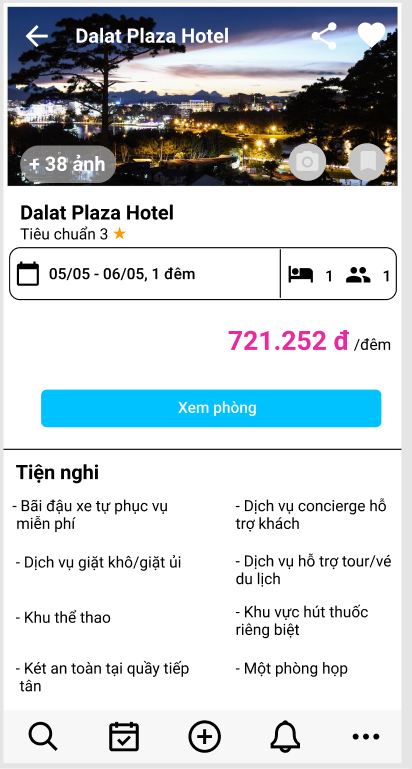 Dalat Plaza Hotel
+ 38 ảnh
Dalat Plaza Hotel
Tiêu chuẩn 3
05/05 - 06/05, 1 đêm
1
1
721.252 đ /đêm
Xem phòng
Tiện nghi
- Bãi đậu xe tự phục vụ
miễn phí
- Dịch vụ concierge hỗ
trợ khách
- Dịch vụ giặt khô/giặt ủi
- Dịch vụ hỗ trợ tour/vé
du lịch
- Khu thể thao
- Khu vực hút thuốc
riêng biệt
- Két an toàn tại quầy tiếp
tân
- Một phòng họp